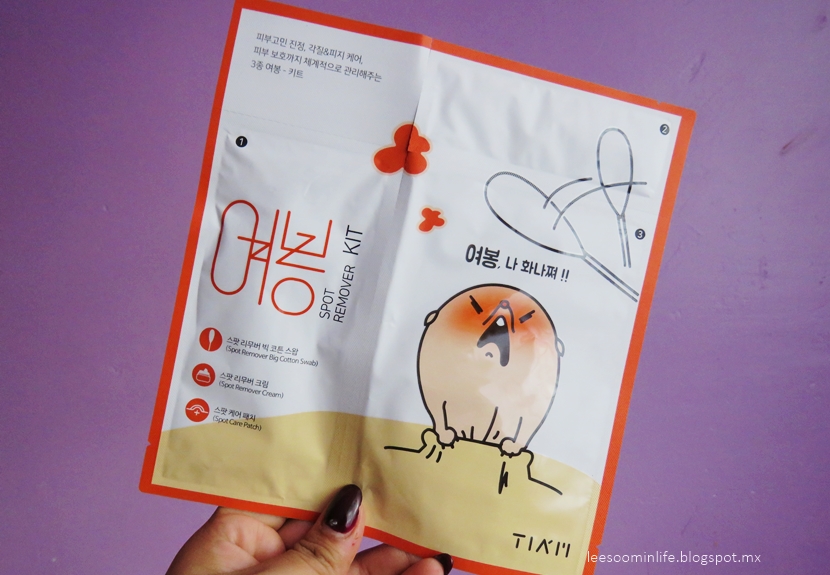 피부고민 진정, 각질&피지 케어,
피부 보호까지 체계적으로 관리해주는
3종 여봉 - 키트
1
2
3
여봉
SPOT
REMOVER KIT
여봉, 나 화나쪄 !!
스팟 리무버 빅 코튼 스왑
(Spot Remover Big Cotton Swab)
스팟 리무버 크림
(Spot Remover Cream)
스팟 케어 패치
(Spot Care Patch)
TIAM
leesoominlife.blogspot.mx